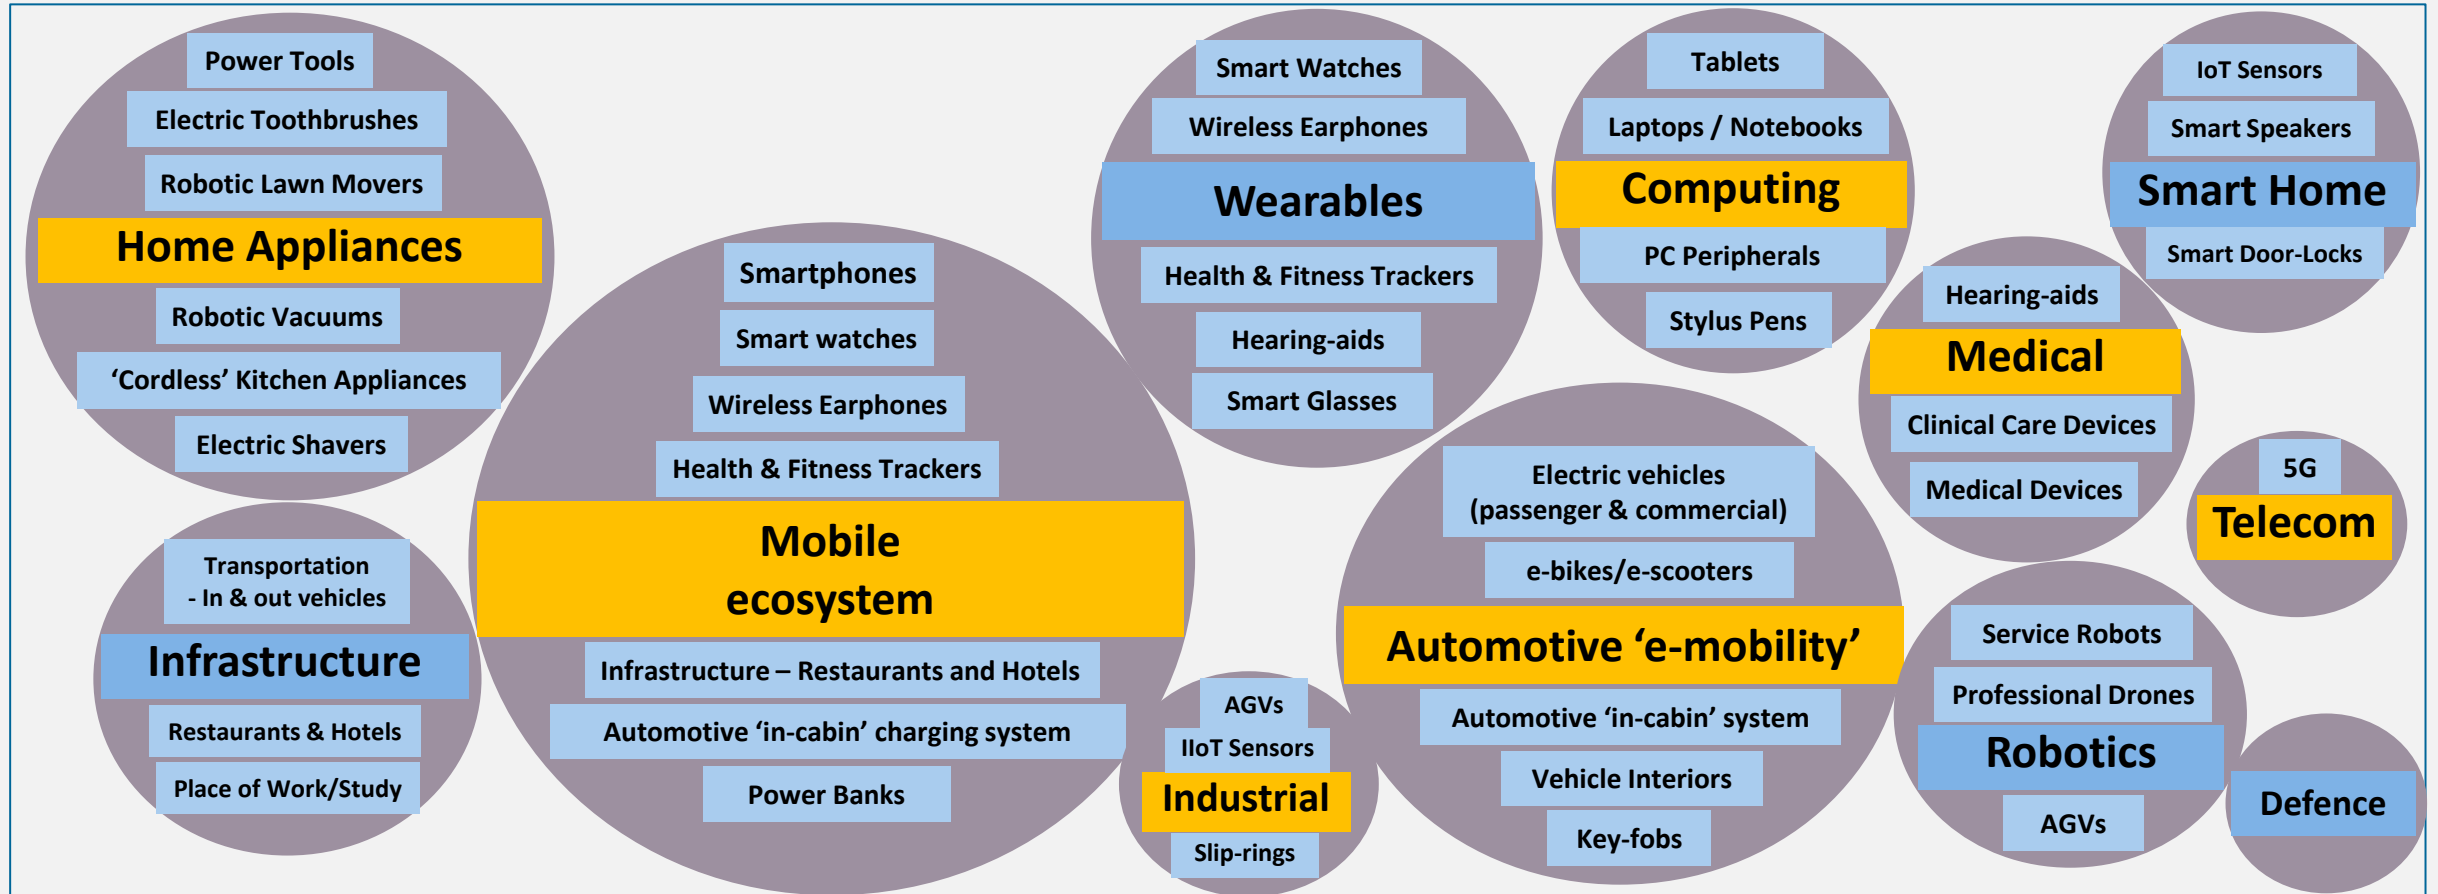 Power Tools
Electric Toothbrushes
Robotic Lawn Movers
Home Appliances
Robotic Vacuums
‘Cordless’ Kitchen Appliances
Electric Shavers
Transportation
- In & out vehicles
Infrastructure
Restaurants & Hotels
Place of Work/Study
Smartphones
Smart watches
Wireless Earphones
Health & Fitness Trackers
Mobile
ecosystem
Infrastructure – Restaurants and Hotels
Automotive ‘in-cabin’ charging system
Power Banks
Smart Watches
Wireless Earphones
Wearables
Health & Fitness Trackers
Hearing-aids
Smart Glasses
AGVs
IIoT Sensors
Industrial
Slip-rings
Tablets
Laptops / Notebooks
Computing
PC Peripherals
Stylus Pens
Electric vehicles
(passenger & commercial)
e-bikes/e-scooters
Automotive ‘e-mobility’
Automotive ‘in-cabin’ system
Vehicle Interiors
Key-fobs
Hearing-aids
Medical
Clinical Care Devices
Medical Devices
IoT Sensors
Smart Speakers
Smart Home
Smart Door-Locks
5G
Telecom
Service Robots
Professional Drones
Robotics
AGVs
Defence